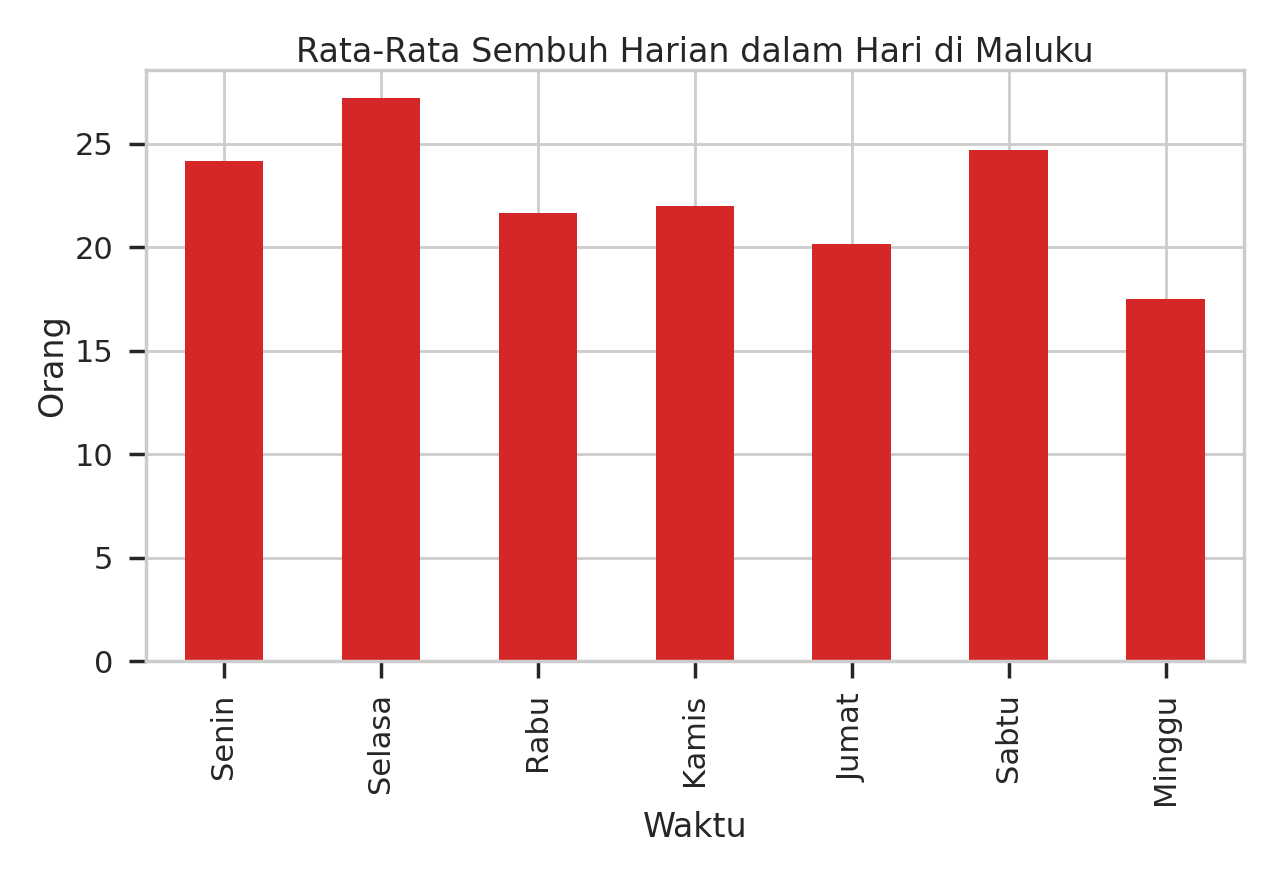 Rata-Rata Sembuh Harian dalam Hari di Maluku
Orang
25
20
15
10
5
0
Senin
Selasa
Rabu
Kamis
Jumat
Sabtu
Minggu
Waktu